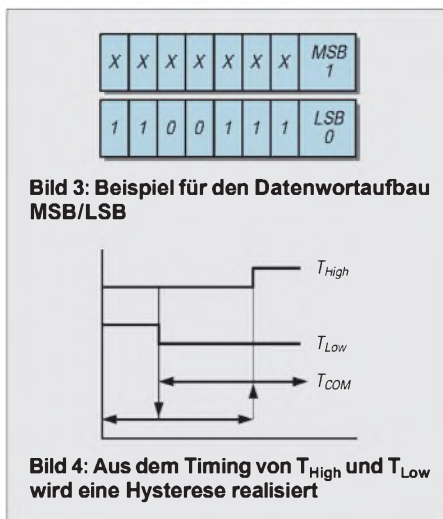 X X X X X X X MSB
1
1 1 0 0 1 1 1 LSB
0
Bild 3: Beispiel für den Datenwortaufbau
MSB/LSB
T_High
T_Low
T_COM
Bild 4: Aus dem Timing von T_High und T_Low
wird eine Hysterese realisiert